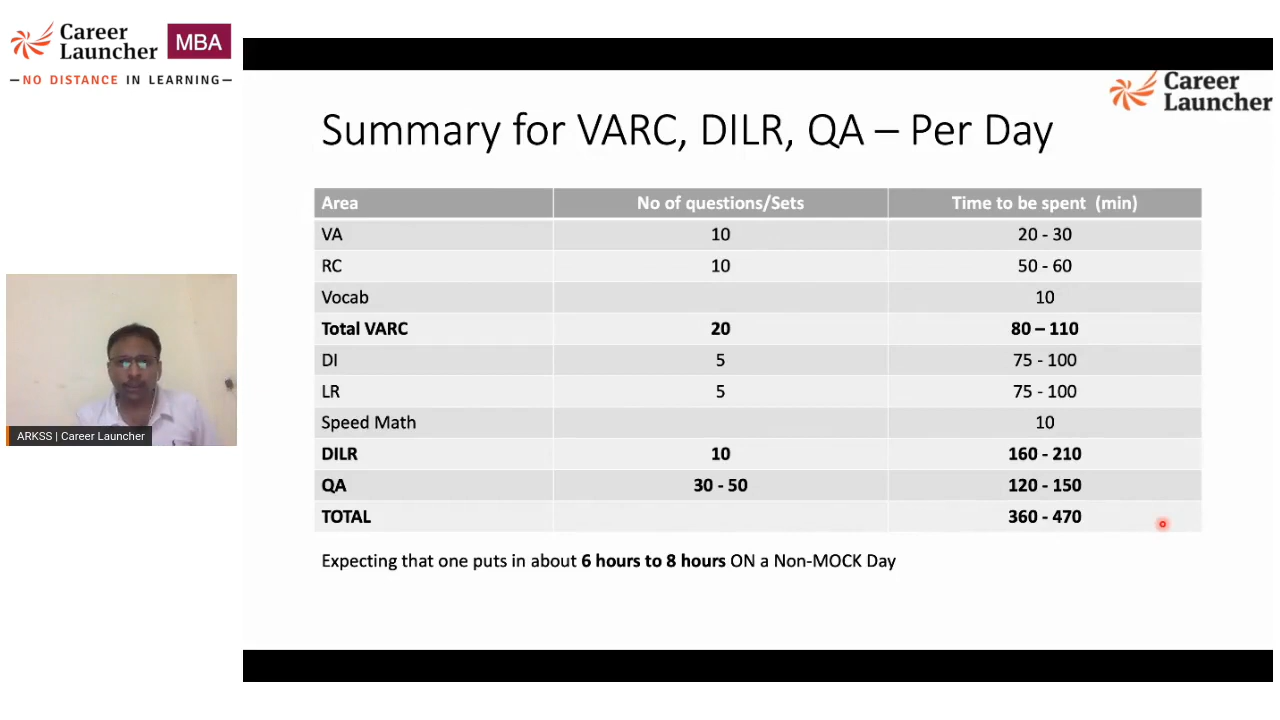 Career
Launcher
MBA
NO DISTANCE IN LEARNING
Career
Launcher
Summary for VARC, DILR, QA – Per Day
Area No of questions/Sets Time to be spent (min)
VA 10 20 - 30
RC 10 50 - 60
Vocab 10
Total VARC 20 80 – 110
DI 5 75 - 100
LR 5 75 - 100
Speed Math 10
DILR 10 160 - 210
QA 30 - 50 120 - 150
TOTAL 360 - 470
Expecting that one puts in about 6 hours to 8 hours ON a Non-MOCK Day
ARKSS | Career Launcher